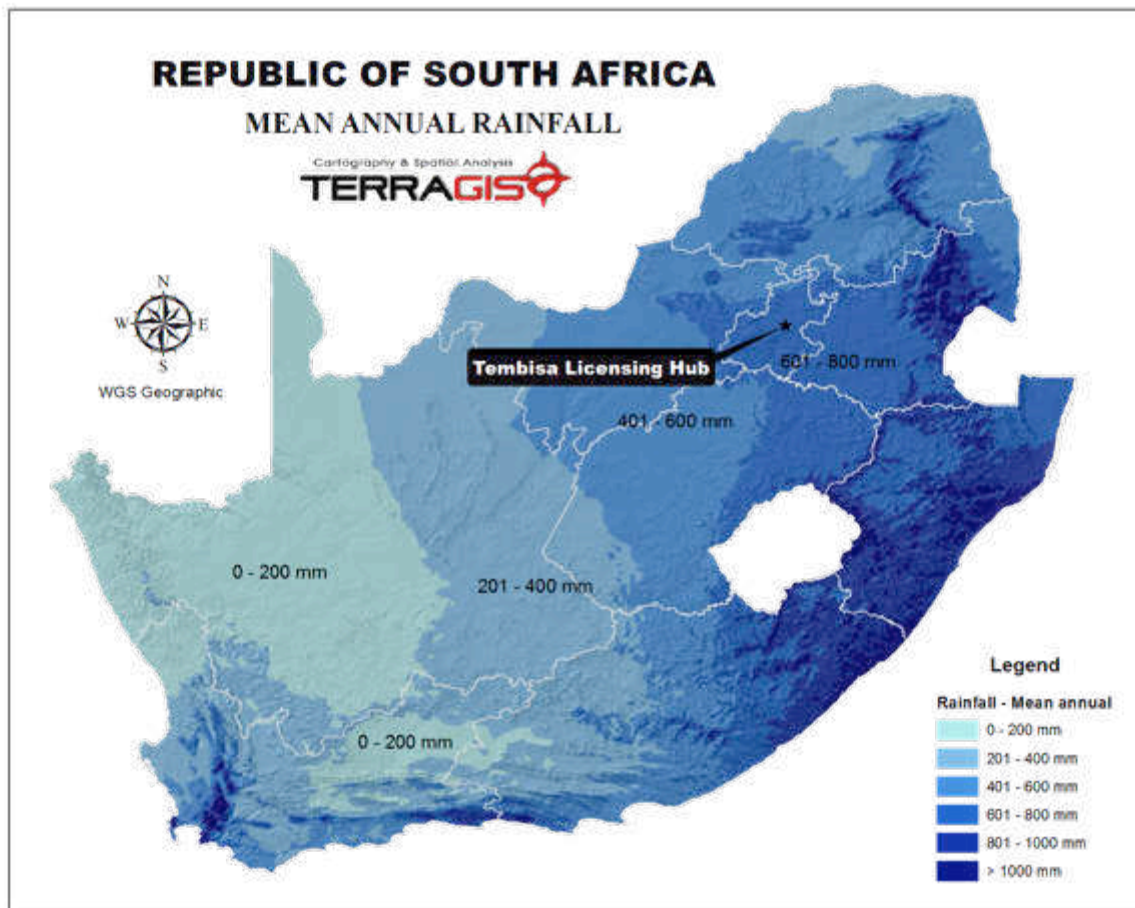 REPUBLIC OF SOUTH AFRICA
MEAN ANNUAL RAINFALL
Cartography & Spatial Analysis
TERRAGIS
N
W E
S
WGS Geographic
Tembisa Licensing Hub
601 - 800 mm
401 - 600 mm
0 - 200 mm
201 - 400 mm
0 - 200 mm
Legend
Rainfall - Mean annual
0 - 200 mm
201 - 400 mm
401 - 600 mm
601 - 800 mm
801 - 1000 mm
> 1000 mm